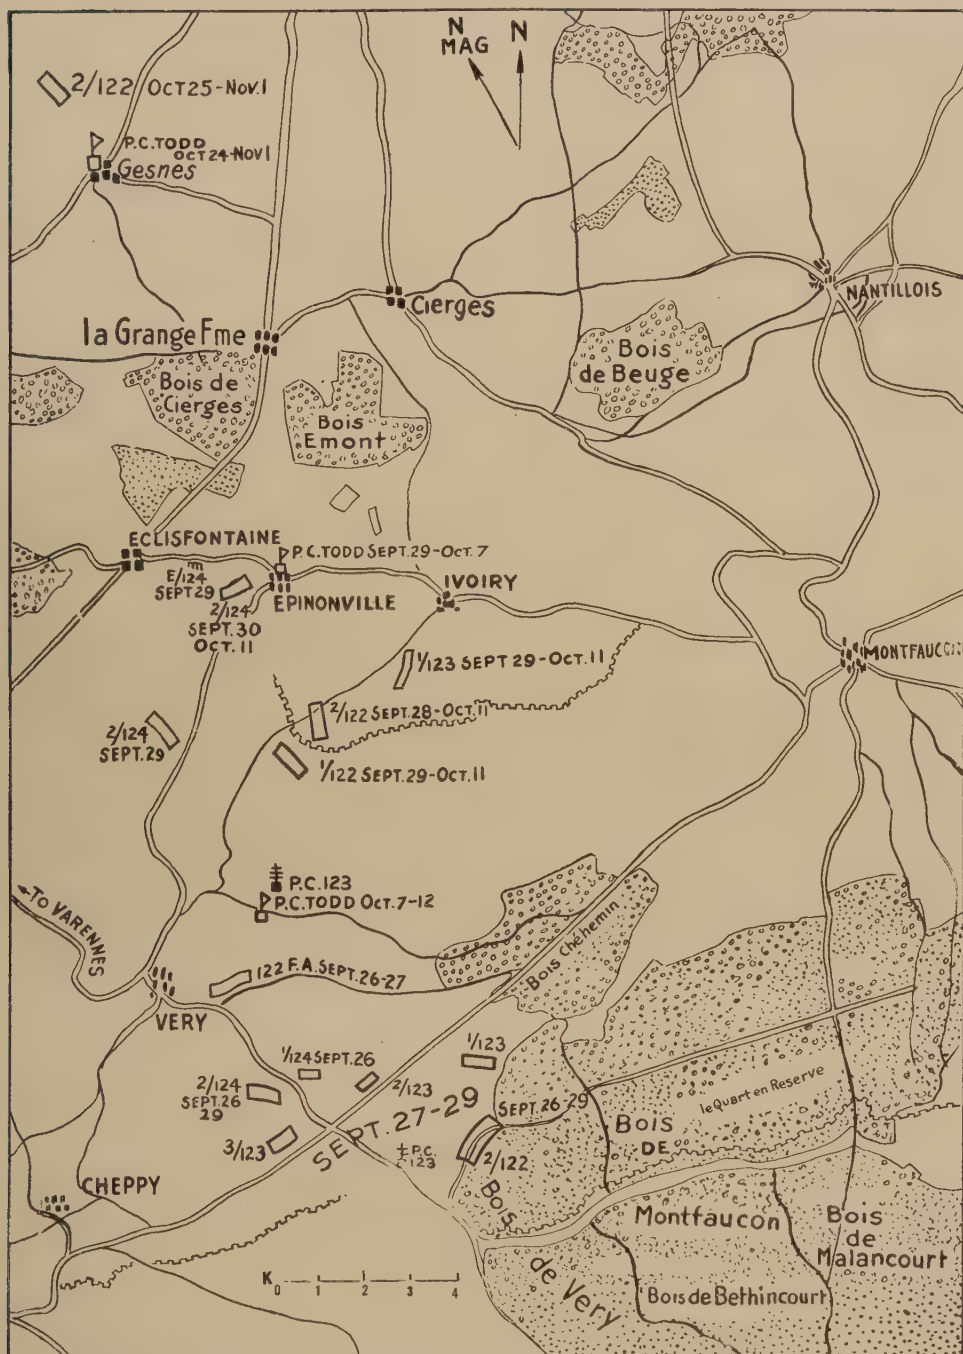 N
MAG
N
2/122 OCT 25-NOV.1
P.C. TODD
OCT 24-NOV 1
Gesnes
Cierges
NANTILLOIS
la Grange Fme
Bois de
Cierges
Bois
Emont
Bois
de Beuge
ECLISFONTAINE
P.C. TODD SEPT. 29-OCT. 7
E/124
SEPT 29
EPINONVILLE
IVOIRY
2/124
SEPT. 30
OCT. 11
1/123 SEPT 29-OCT. 11
2/122 SEPT. 28-OCT. 11
2/124
SEPT. 29
1/122 SEPT. 29-OCT. 11
P.C. 123
P.C. TODD OCT. 7-12
TO VARENNES
Bois Chéhemin
122 F.A. SEPT. 26-27
VERY
1/124 SEPT. 26
1/123
2/124
SEPT. 26
29
2/123
SEPT. 27-29
3/123
P.C.
123
SEPT. 26-29
2/122
le Quart en Reserve
Bois
DE
Montfaucon
CHEPPY
Bois
de Very
Bois
de
Malancourt
Bois de Bethincourt
K
0 1 2 3 4